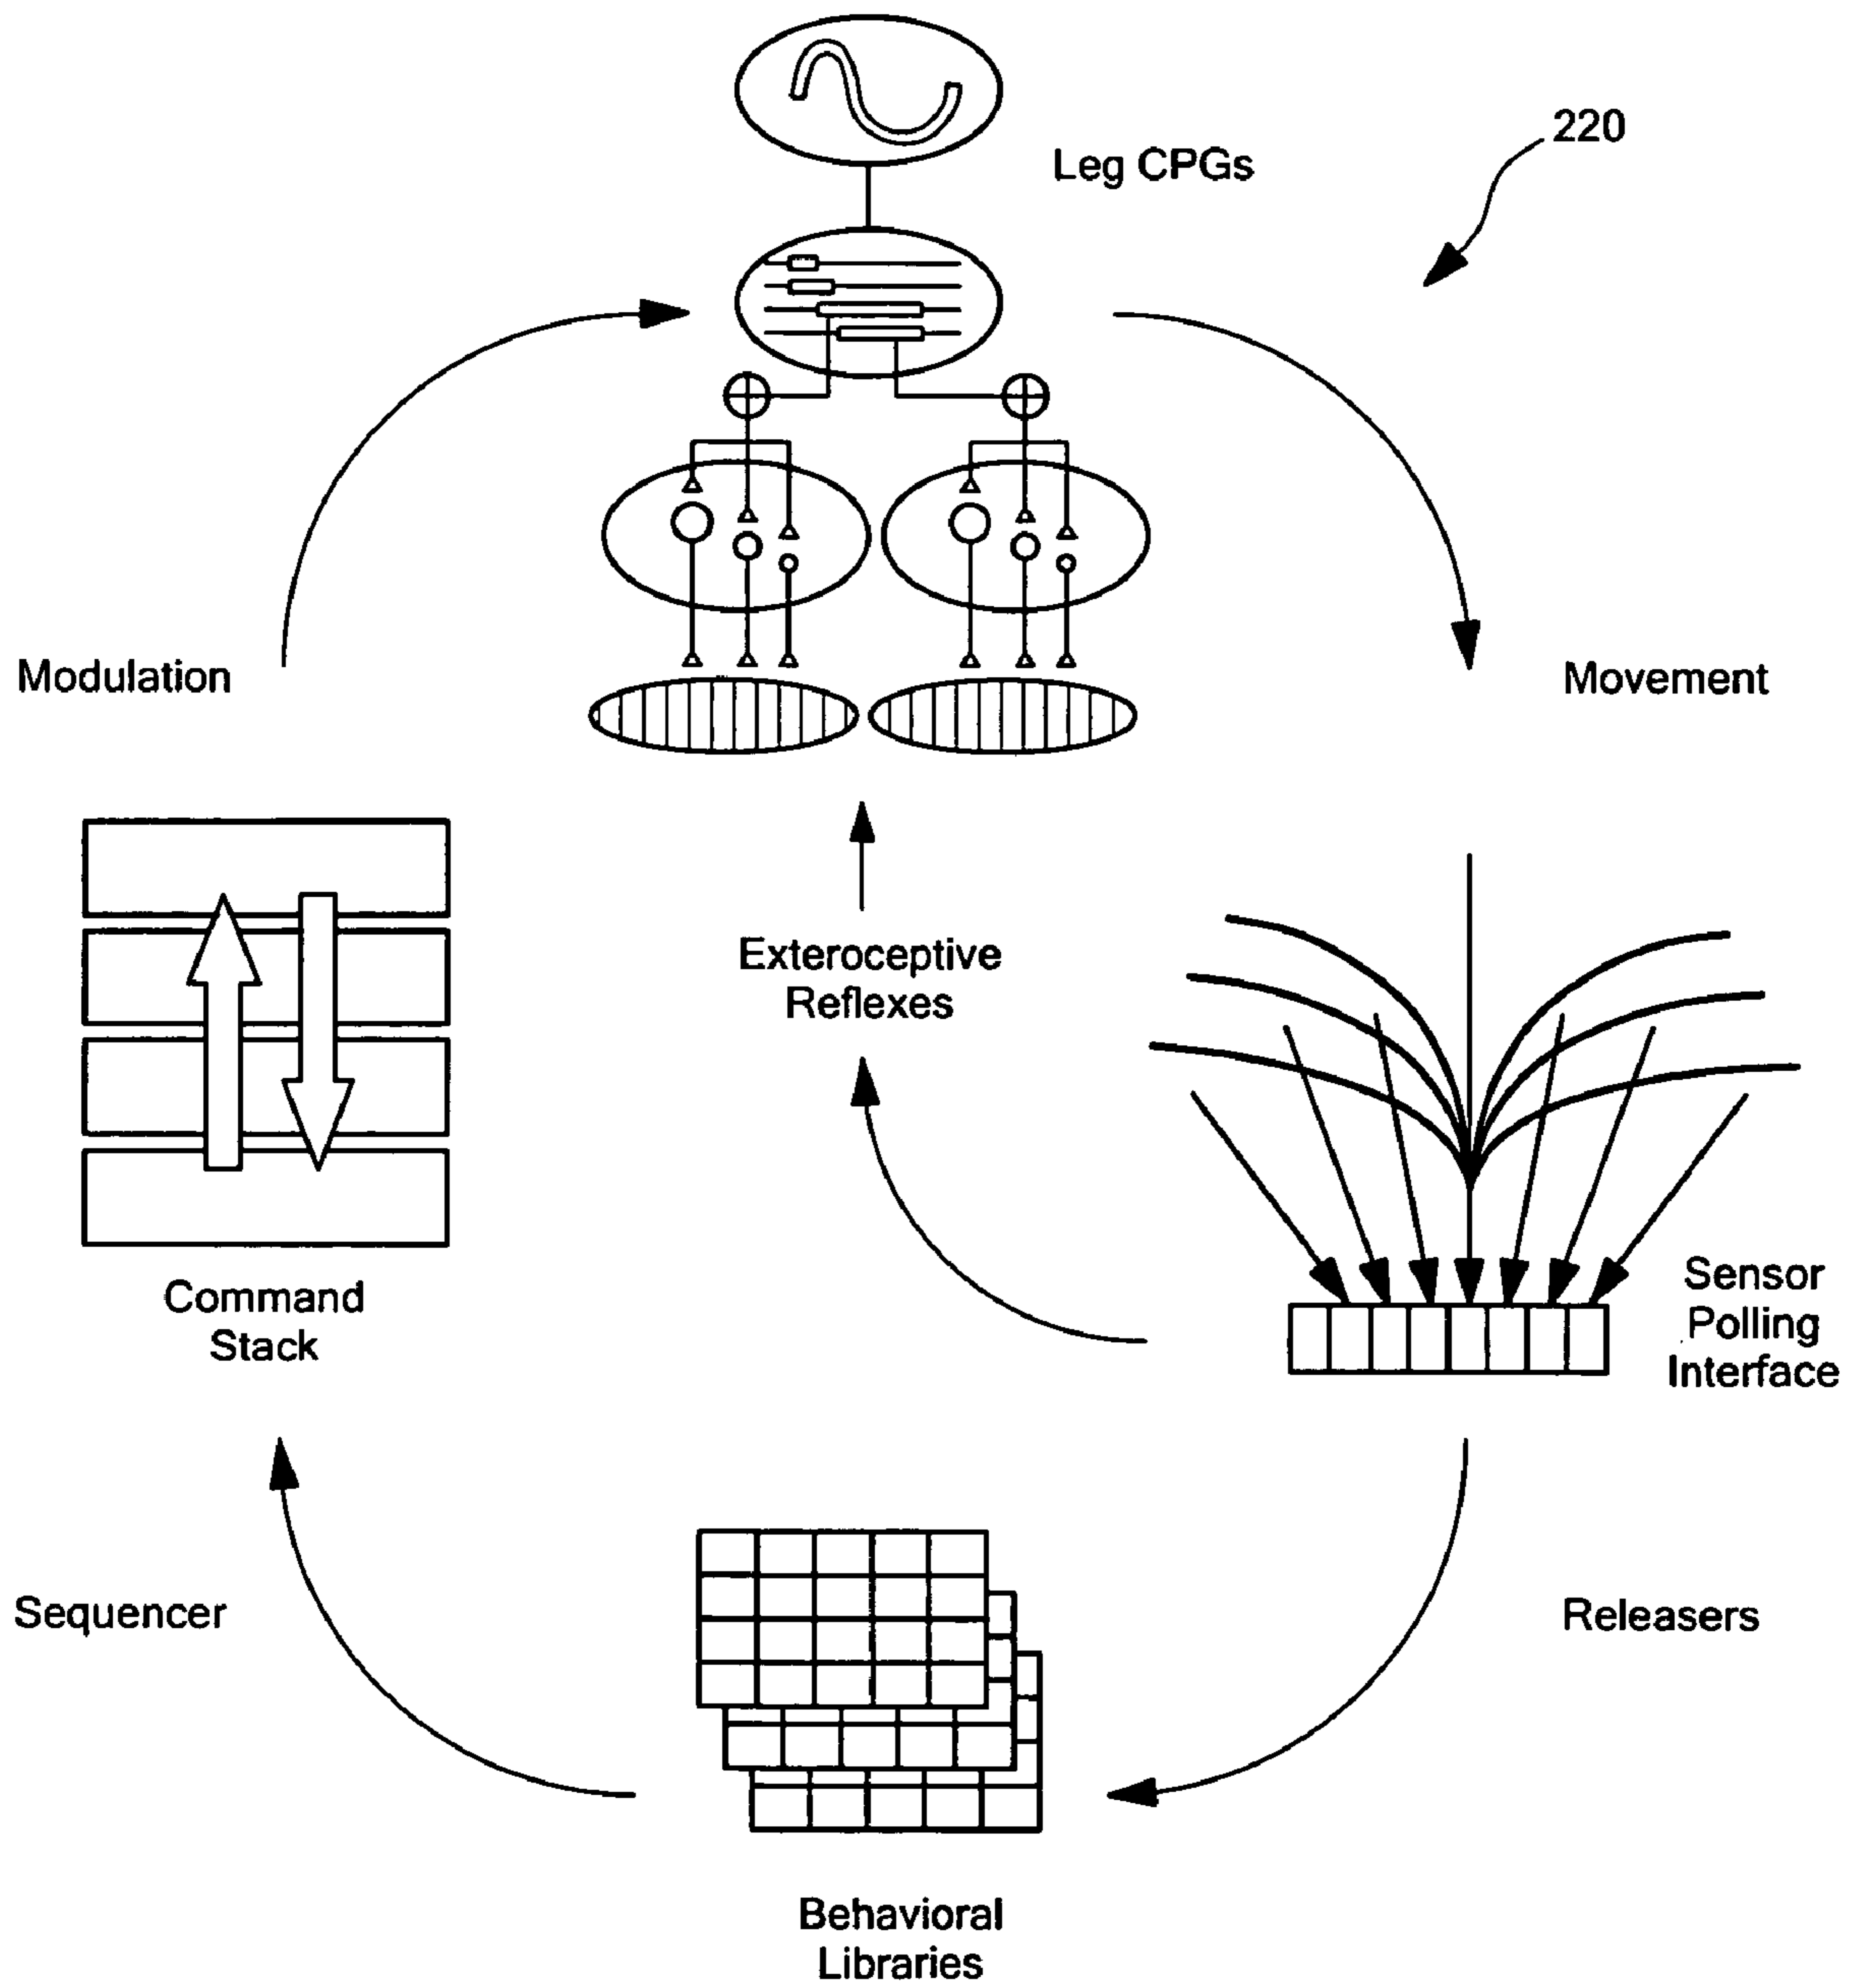 220
Leg CPGs
Modulation
Movement
Exteroceptive
Reflexes
Command
Stack
Sensor
Polling
Interface
Sequencer
Releasers
Behavioral
Libraries